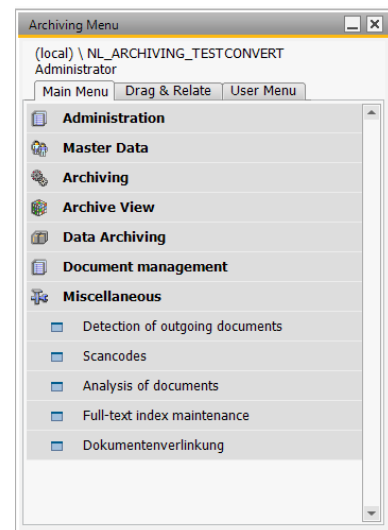 Archiving Menu
(local) \ NL_ARCHIVING_TESTCONVERT
Administrator
Main Menu Drag & Relate User Menu
Administration
Master Data
Archiving
Archive View
Data Archiving
Document management
Miscellaneous
Detection of outgoing documents
Scancodes
Analysis of documents
Full-text index maintenance
Dokumentenverlinkung